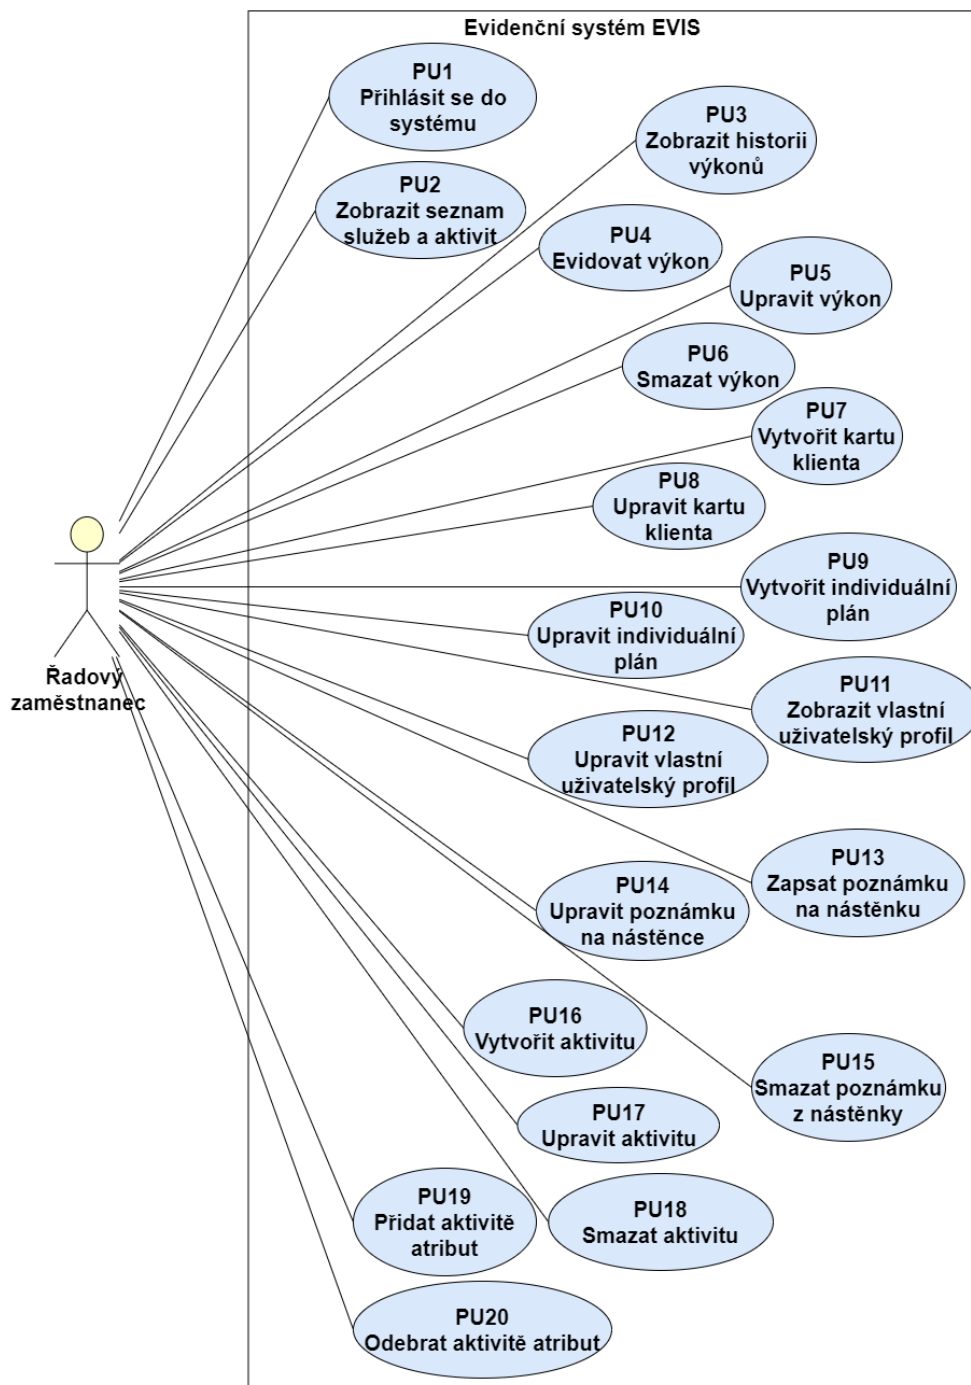 Evidenční systém EVIS
PU1
Přihlásit se do
systému
PU2
Zobrazit seznam
služeb a aktivit
PU3
Zobrazit historii
výkonů
PU4
Evidovat výkon
PU5
Upravit výkon
PU6
Smazat výkon
PU7
Vytvořit kartu
klienta
PU8
Upravit kartu
klienta
PU9
Vytvořit individuální
plán
PU10
Upravit individuální
plán
Řadový
zaměstnanec
PU11
Zobrazit vlastní
uživatelský profil
PU12
Upravit vlastní
uživatelský profil
PU13
Zapsat poznámku
na nástěnku
PU14
Upravit poznámku
na nástěnce
PU15
Smazat poznámku
z nástěnky
PU16
Vytvořit aktivitu
PU17
Upravit aktivitu
PU18
Smazat aktivitu
PU19
Přidat aktivitě
atribut
PU20
Odebrat aktivitě atribut